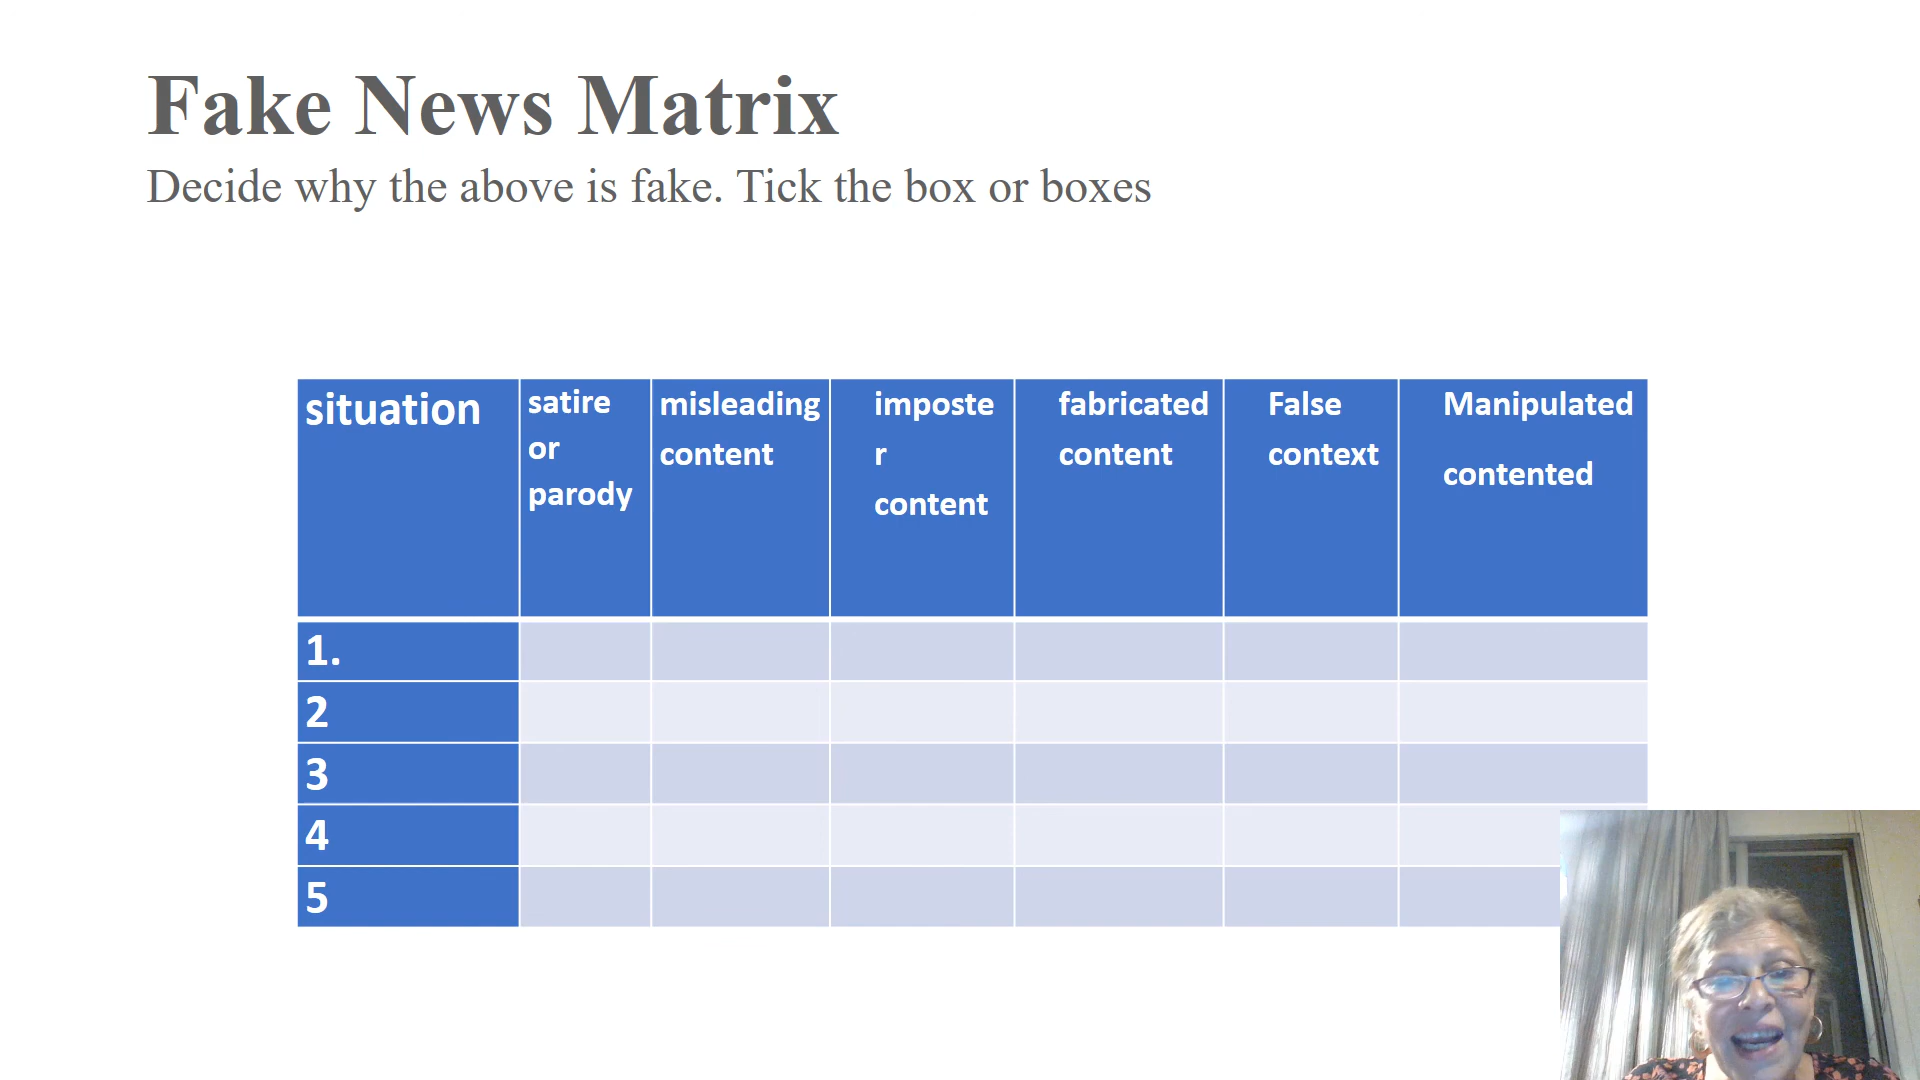 Fake News Matrix
Decide why the above is fake. Tick the box or boxes
situation
satire
or
parody
misleading
content
imposte
r
content
fabricated
content
False
context
Manipulated
contented
1.
2
3
4
5